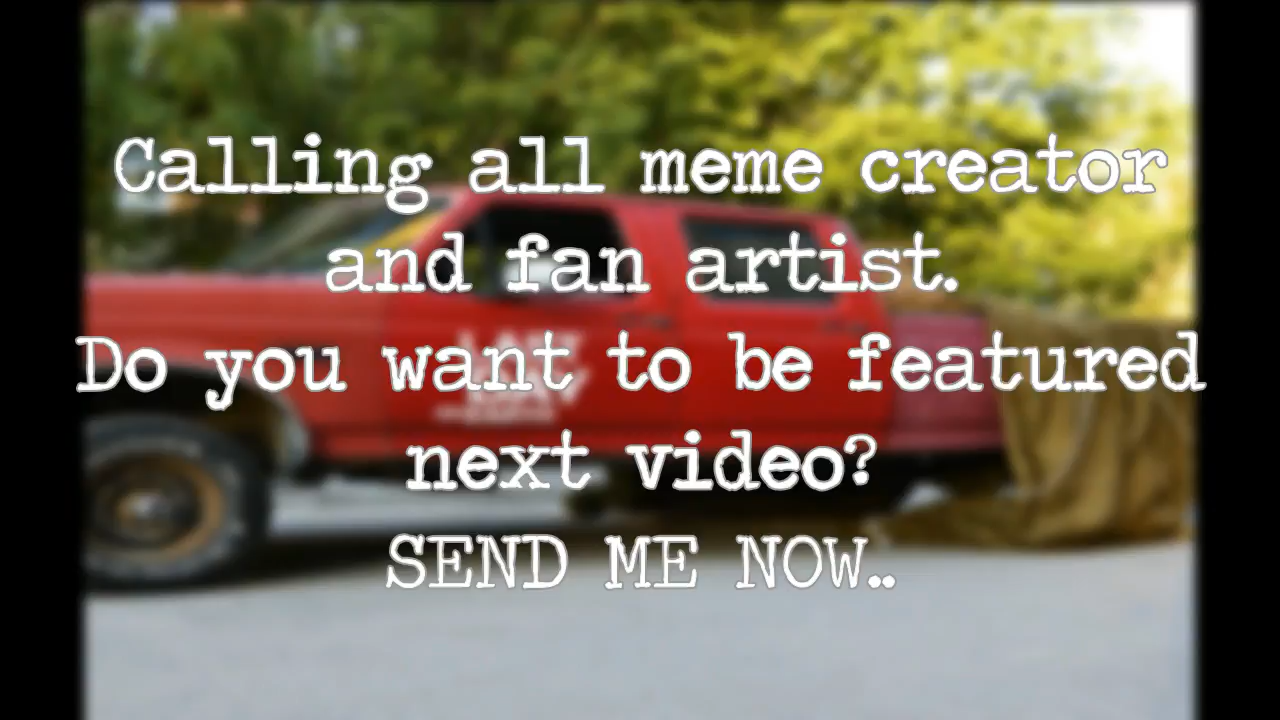 Calling all meme creator
and fan artist.
Do you want to be featured
next video?
SEND ME NOW..